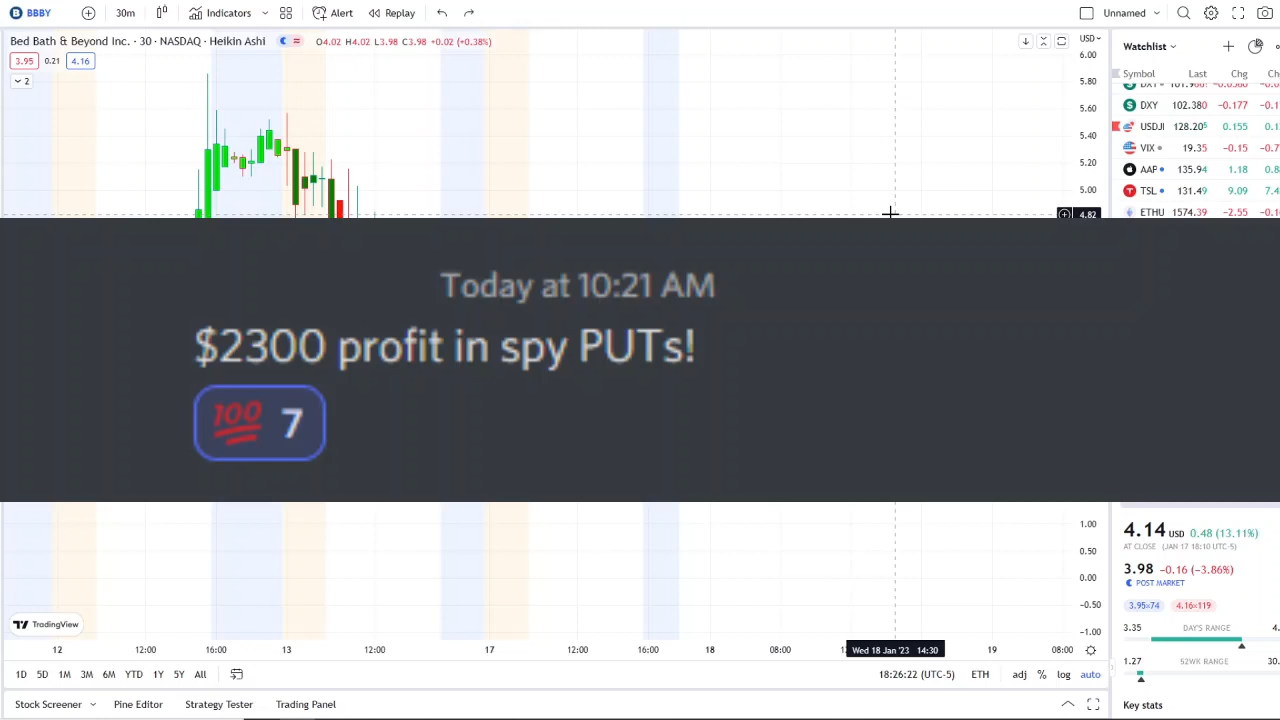 BBBY
30m
Indicators
Alert
Replay
Unnamed
Bed Bath & Beyond Inc. · 30 · NASDAQ · Heikin Ashi
O4.02 H4.02 L3.98 C3.98 +0.02 (+0.38%)
3.95 0.21 4.16
2
USD
6.00
5.80
5.60
5.40
5.20
5.00
4.82
Watchlist
Symbol Last Chg
DXY 102.380 -0.177
USDJI 128.205 0.155
VIX 19.35 -0.15
AAP 135.94 1.18
TSL 131.49 9.09
ETHU 1574.39 -2.55
Today at 10:21 AM
$2300 profit in spy PUTs!
100 7
1.00
0.50
0.00
-0.50
-1.00
TradingView
12 12:00 16:00 13 12:00 17 12:00 16:00 18 08:00 Wed 18 Jan '23 14:30 19 08:00
4.14 USD 0.48 (13.11%)
AT CLOSE (JAN 17 18:10 UTC-5)
3.98 -0.16 (-3.86%)
POST MARKET
3.95×74 4.16×119
3.35 DAY'S RANGE
1.27 52WK RANGE
Key stats
1D 5D 1M 3M 6M YTD 1Y 5Y All
18:26:22 (UTC-5) ETH adj % log auto
Stock Screener Pine Editor Strategy Tester Trading Panel